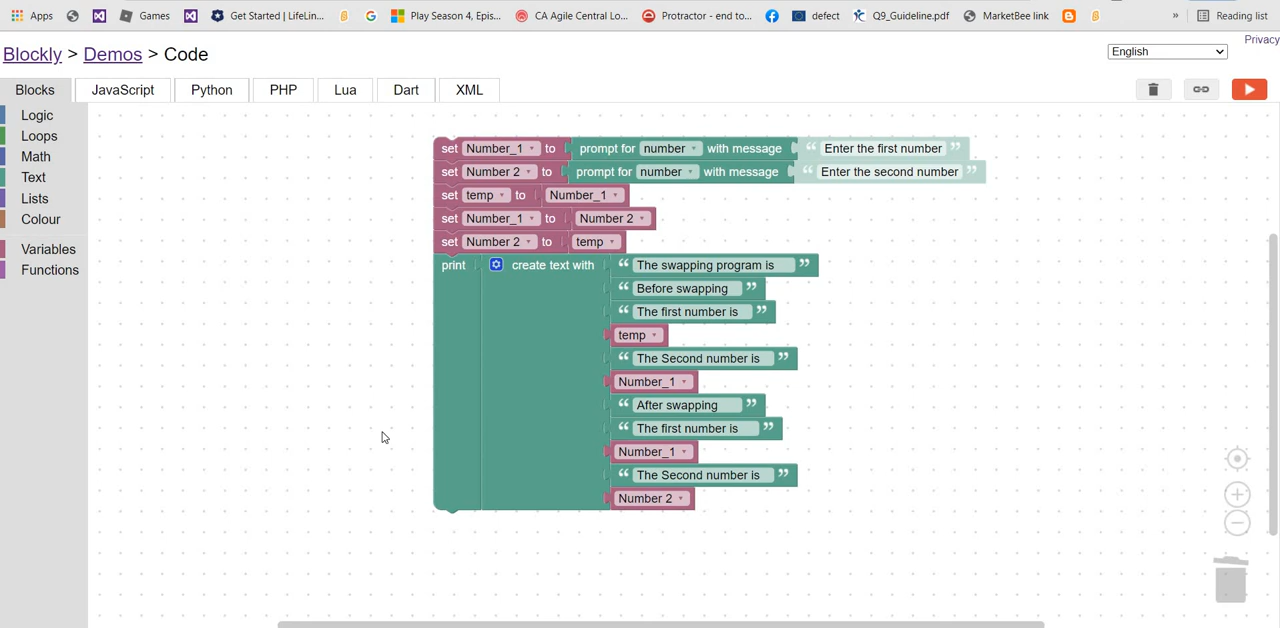 Apps Games Get Started | LifeLin... Play Season 4, Epis... CA Agile Central Lo... Protractor - end to... defect Q9_Guideline.pdf MarketBee link » Reading list
Privacy
Blockly > Demos > Code English
Blocks JavaScript Python PHP Lua Dart XML
Logic
Loops
Math
Text
Lists
Colour
Variables
Functions
set Number_1 to prompt for number with message “ Enter the first number ”
set Number 2 to prompt for number with message “ Enter the second number ”
set temp to Number_1
set Number_1 to Number 2
set Number 2 to temp
print create text with “ The swapping program is ”
“ Before swapping ”
“ The first number is ”
temp
“ The Second number is ”
Number_1
“ After swapping ”
“ The first number is ”
Number_1
“ The Second number is ”
Number 2